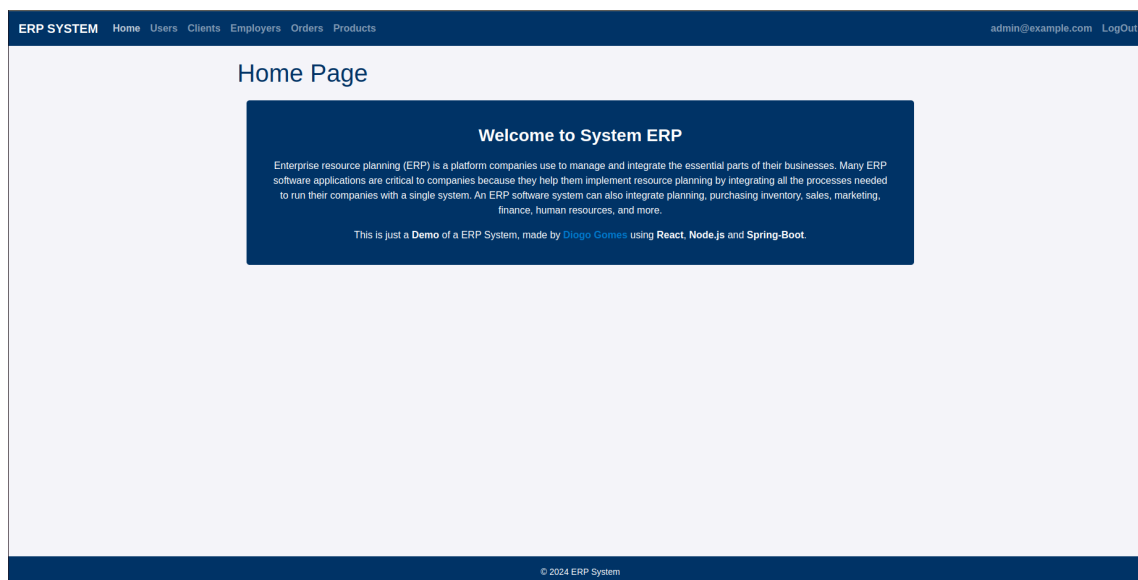 ERP SYSTEM Home Users Clients Employers Orders Products admin@example.com LogOut
Home Page
Welcome to System ERP
Enterprise resource planning (ERP) is a platform companies use to manage and integrate the essential parts of their businesses. Many ERP
software applications are critical to companies because they help them implement resource planning by integrating all the processes needed
to run their companies with a single system. An ERP software system can also integrate planning, purchasing inventory, sales, marketing,
finance, human resources, and more.
This is just a Demo of a ERP System, made by Diogo Gomes using React, Node.js and Spring-Boot.
© 2024 ERP System